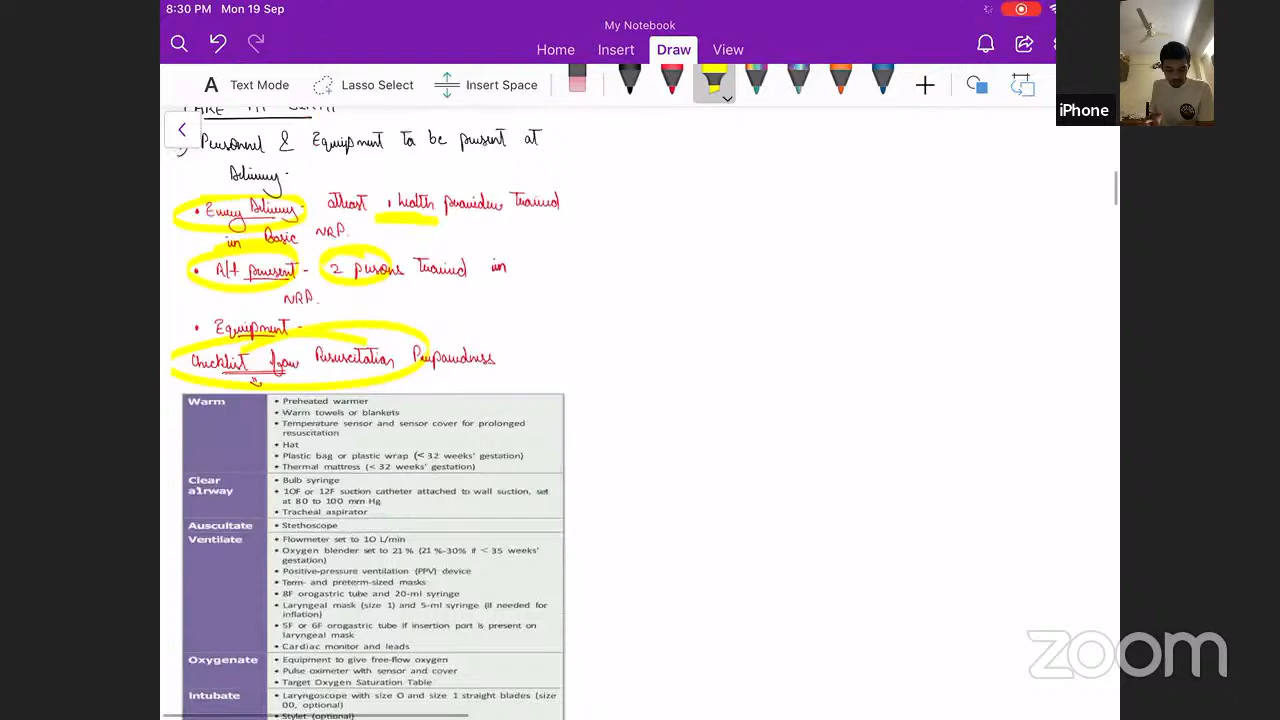 8:30 PM Mon 19 Sep
My Notebook
Home Insert Draw View
Text Mode Lasso Select Insert Space
iPhone
Personnel & Equipment to be present at
Delivery.
• Every Delivery - atleast 1 health provider trained
in Basic NRP.
• R/f present - 2 persons trained in
NRP.
• Equipment -
Checklist for Resuscitation Preparedness
Warm
• Preheated warmer
• Warm towels or blankets
• Temperature sensor and sensor cover for prolonged
resuscitation
• Hat
• Plastic bag or plastic wrap (< 32 weeks' gestation)
• Thermal mattress (< 32 weeks' gestation)
Clear
airway
• Bulb syringe
• 10F or 12F suction catheter attached to wall suction, set
at 80 to 100 mm Hg
• Tracheal aspirator
Auscultate
• Stethoscope
Ventilate
• Flowmeter set to 10 L/min
• Oxygen blender set to 21% (21%-30% if < 35 weeks'
gestation)
• Positive-pressure ventilation (PPV) device
• Term- and preterm-sized masks
• 8F orogastric tube and 20-ml syringe
• Laryngeal mask (size 1) and 5-ml syringe (if needed for
inflation)
• 5F or 6F orogastric tube if insertion port is present on
laryngeal mask
• Cardiac monitor and leads
Oxygenate
• Equipment to give free-flow oxygen
• Pulse oximeter with sensor and cover
• Target Oxygen Saturation Table
Intubate
• Laryngoscope with size 0 and size 1 straight blades (size
00, optional)
• Stylet (optional)
zoom